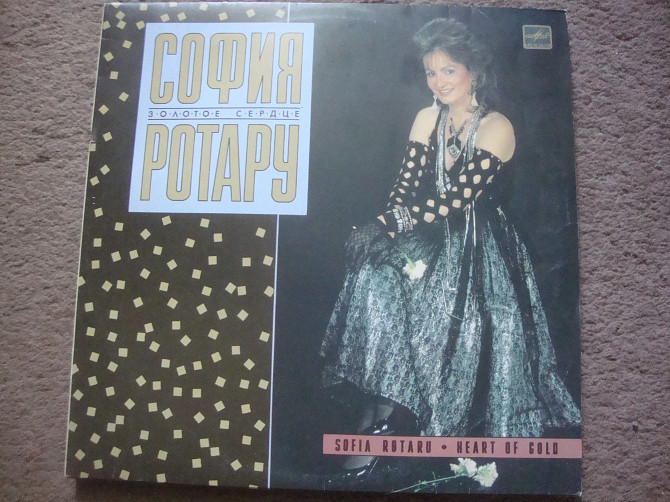 СОФИЯ
ЗОЛОТОЕ СЕРДЦЕ
РОТАРУ
SOFIA ROTARU • HEART OF GOLD